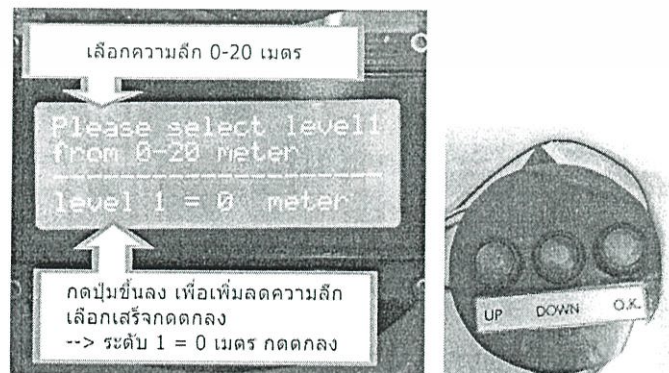 เลือกความลึก 0-20 เมตร
Please select level1
from 0-20 meter
level 1 = 0 meter
กดปุ่มขึ้นลง เพื่อเพิ่มลดความลึก
เลือกเสร็จกดตกลง
--> ระดับ 1 = 0 เมตร กดตกลง
UP DOWN O.K.